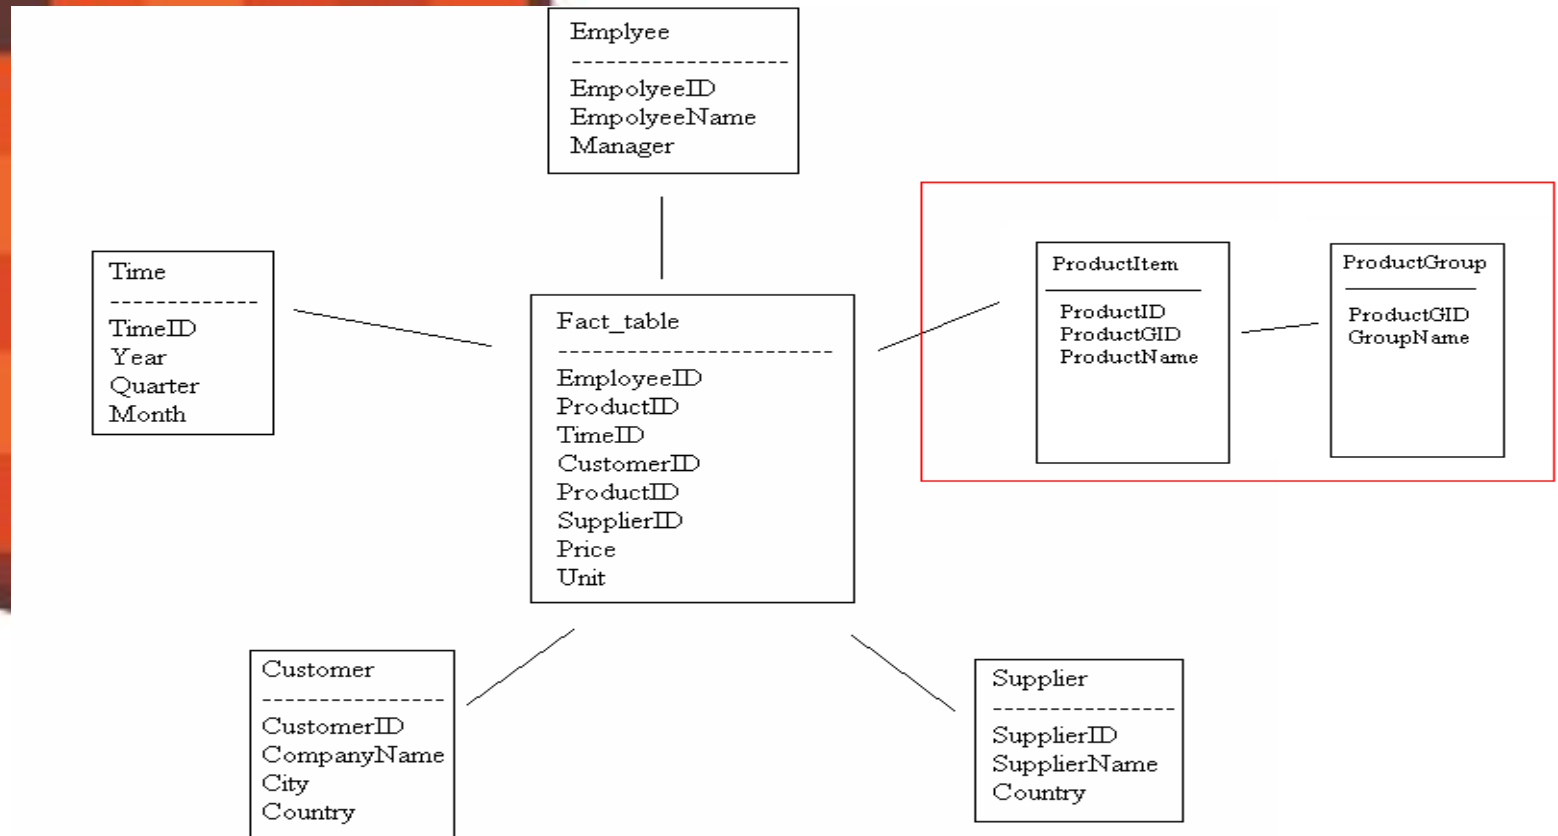 Emplyee
EmpolyeeID
EmpolyeeName
Manager
Time
TimeID
Year
Quarter
Month
Fact_table
EmployeeID
ProductID
TimeID
CustomerID
ProductID
SupplierID
Price
Unit
ProductItem
ProductID
ProductGID
ProductName
ProductGroup
ProductGID
GroupName
Customer
CustomerID
CompanyName
City
Country
Supplier
SupplierID
SupplierName
Country